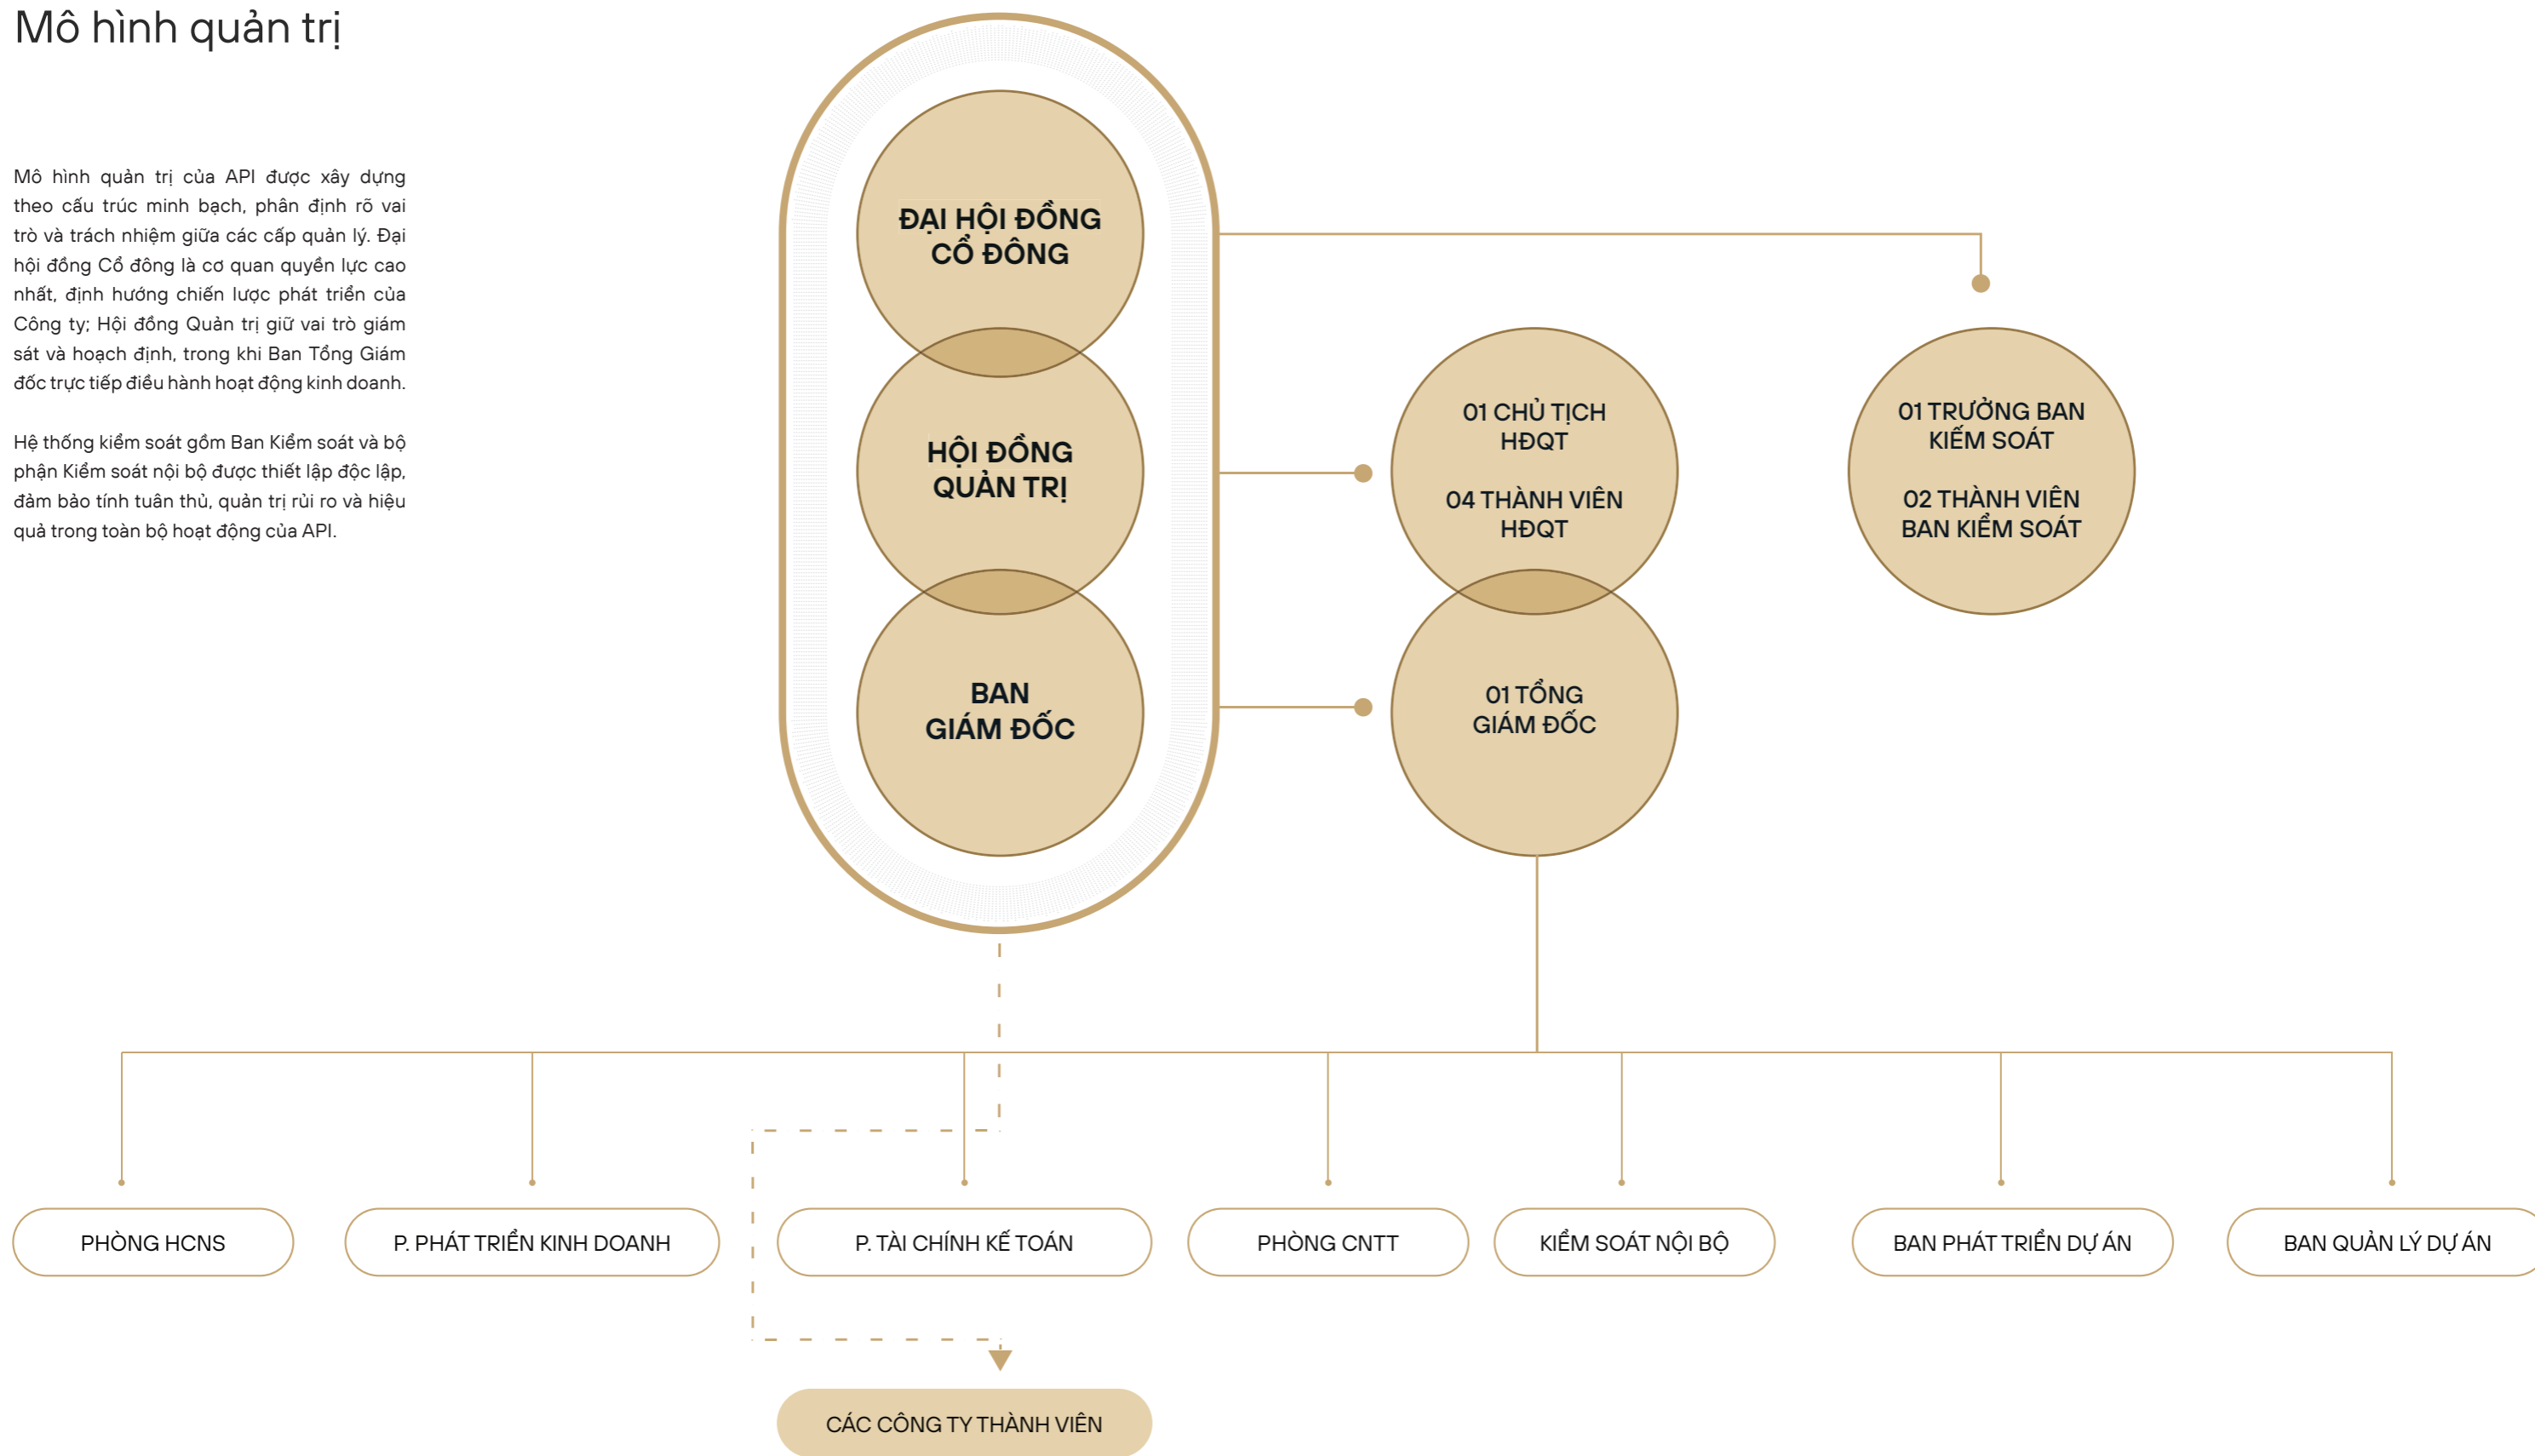 Mô hình quản trị
Mô hình quản trị của API được xây dựng
theo cấu trúc minh bạch, phân định rõ vai
trò và trách nhiệm giữa các cấp quản lý. Đại
hội đồng Cổ đông là cơ quan quyền lực cao
nhất, định hướng chiến lược phát triển của
Công ty; Hội đồng Quản trị giữ vai trò giám
sát và hoạch định, trong khi Ban Tổng Giám
đốc trực tiếp điều hành hoạt động kinh doanh.
Hệ thống kiểm soát gồm Ban Kiểm soát và bộ
phận Kiểm soát nội bộ được thiết lập độc lập,
đảm bảo tính tuân thủ, quản trị rủi ro và hiệu
quả trong toàn bộ hoạt động của API.
ĐẠI HỘI ĐỒNG
CỔ ĐÔNG
HỘI ĐỒNG
QUẢN TRỊ
BAN
GIÁM ĐỐC
01 CHỦ TỊCH
HĐQT
04 THÀNH VIÊN
HĐQT
01 TỔNG
GIÁM ĐỐC
01 TRƯỞNG BAN
KIẾM SOÁT
02 THÀNH VIÊN
BAN KIỂM SOÁT
PHÒNG HCNS
P. PHÁT TRIỂN KINH DOANH
P. TÀI CHÍNH KẾ TOÁN
PHÒNG CNTT
KIỂM SOÁT NỘI BỘ
BAN PHÁT TRIỂN DỰ ÁN
BAN QUẢN LÝ DỰ ÁN
CÁC CÔNG TY THÀNH VIÊN